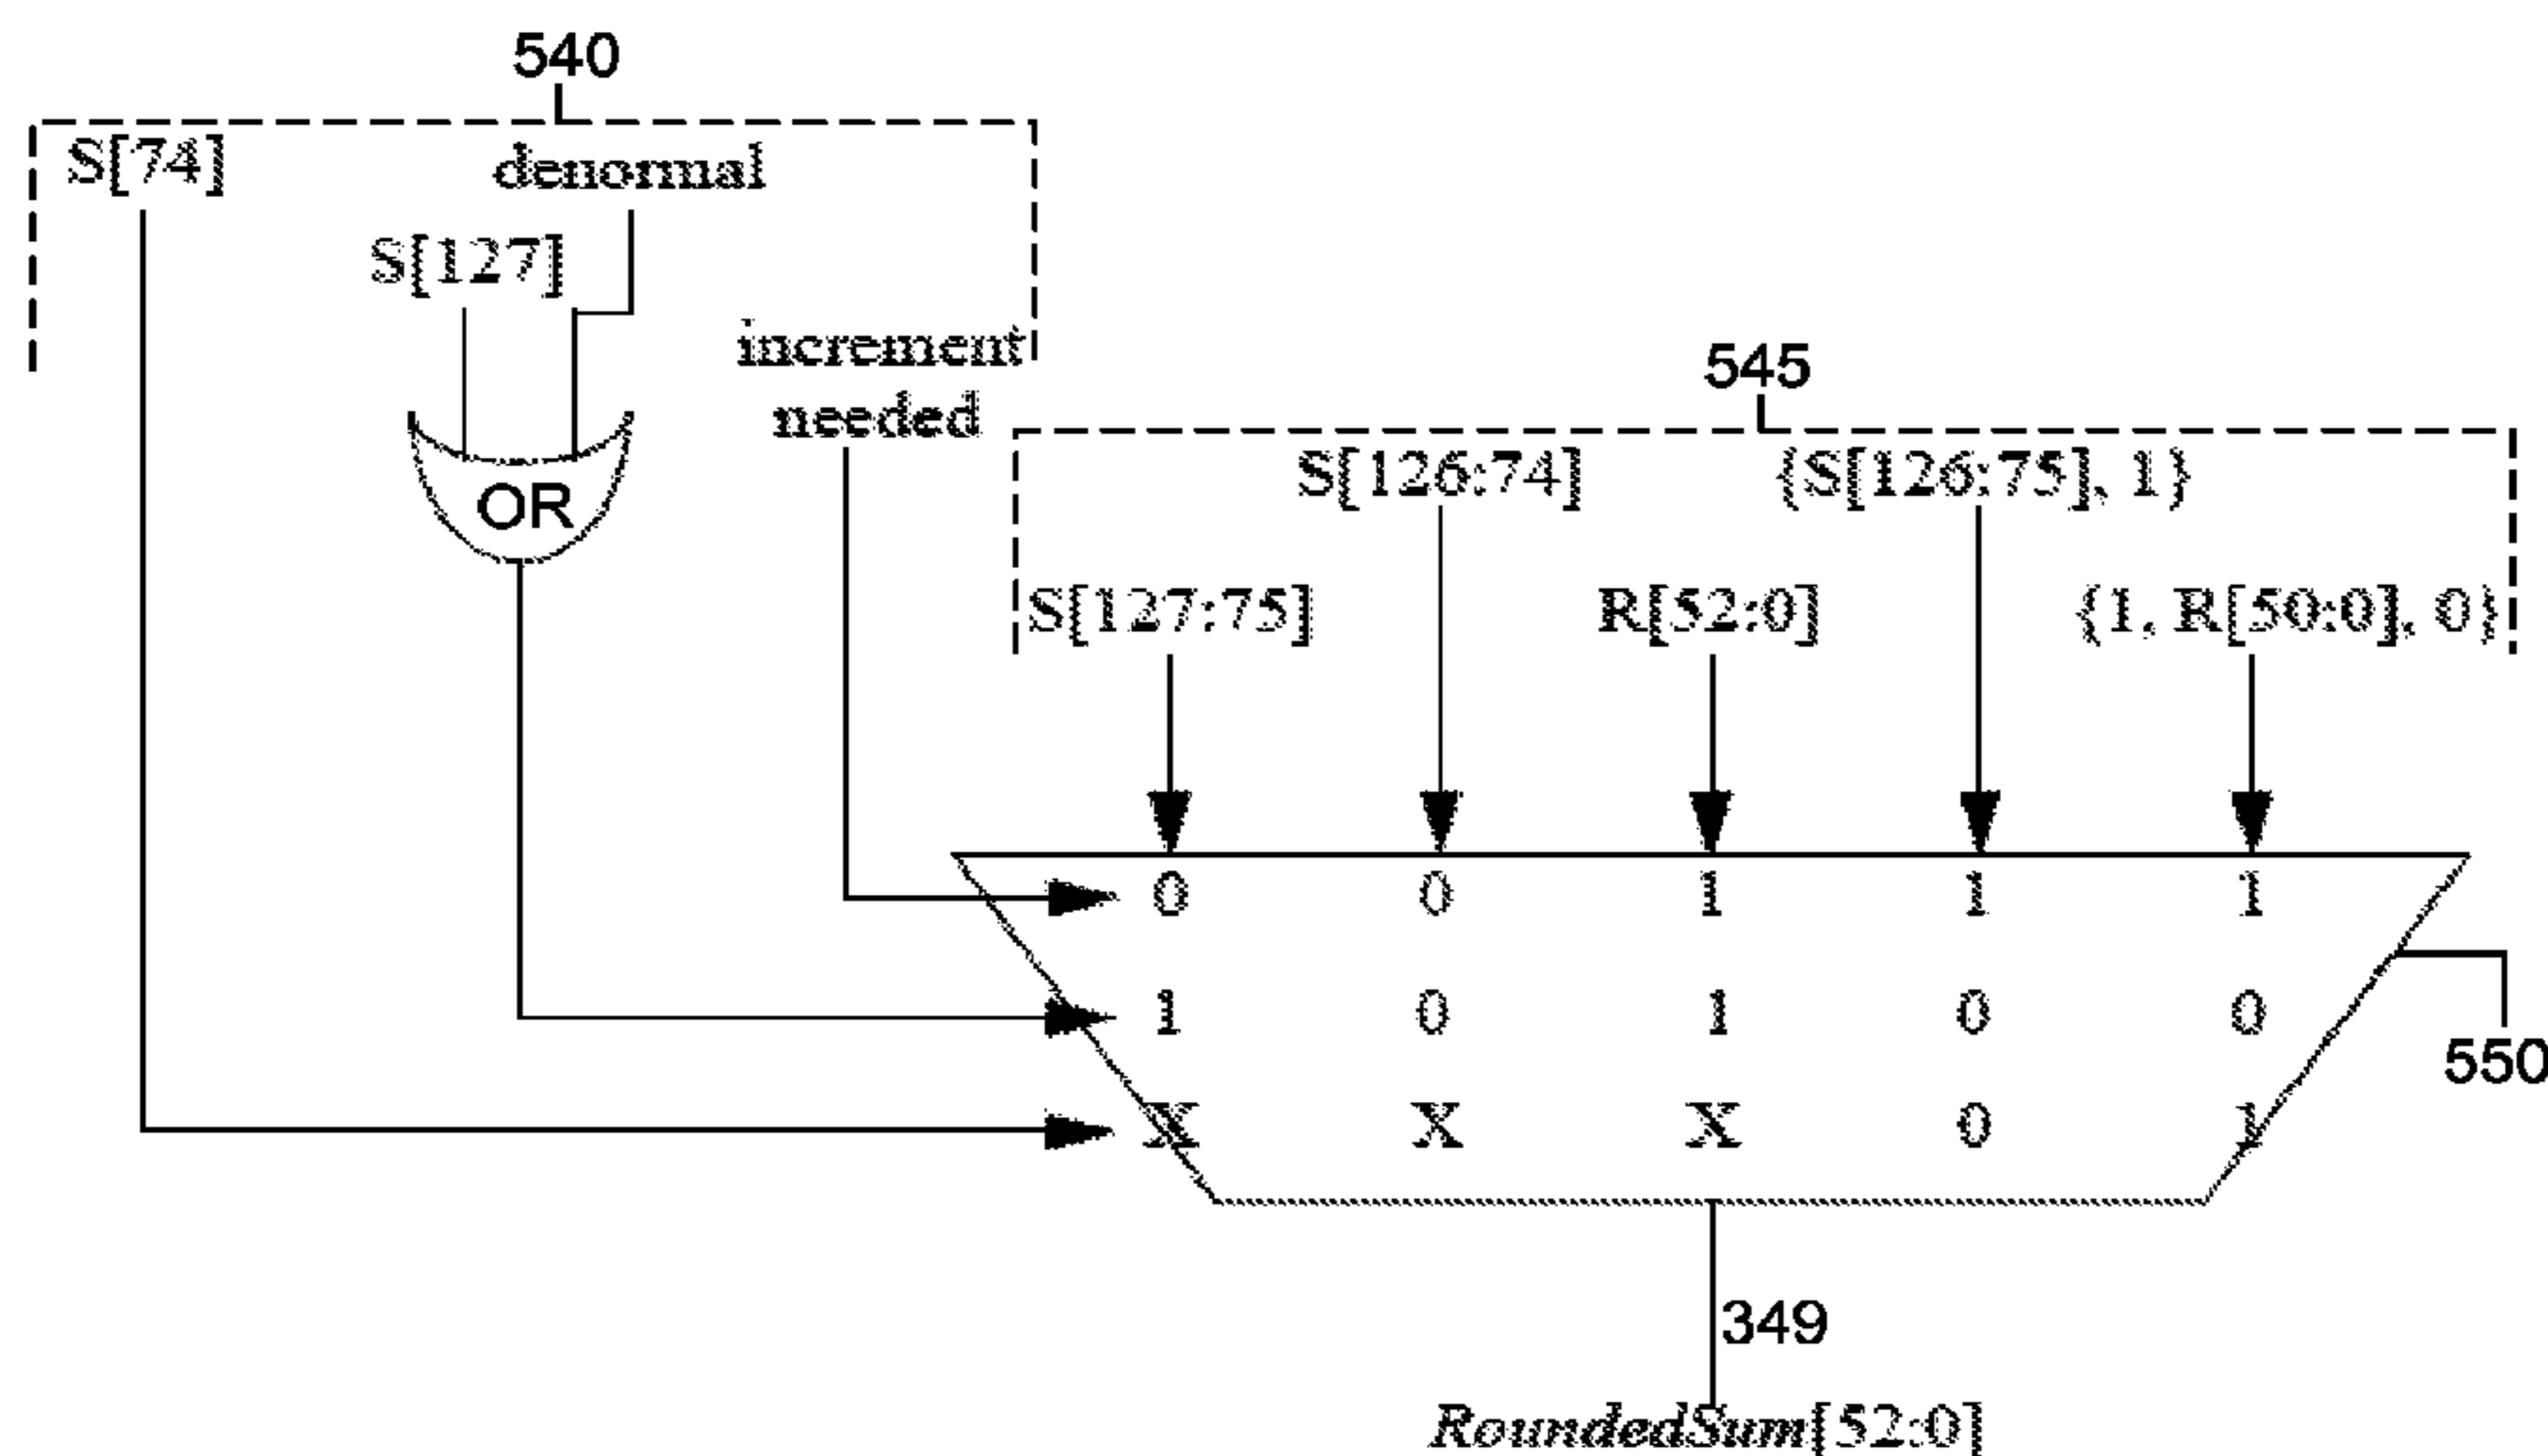 540
S[74]
denormal
S[127]
increment
needed
OR
545
S[126:74]
{S[126:75], 1}
S[127:75]
R[52:0]
{1, R[50:0], 0}
0 0 1 1 1
1 0 1 0 0
X X X 0 1
550
349
RoundedSum[52:0]